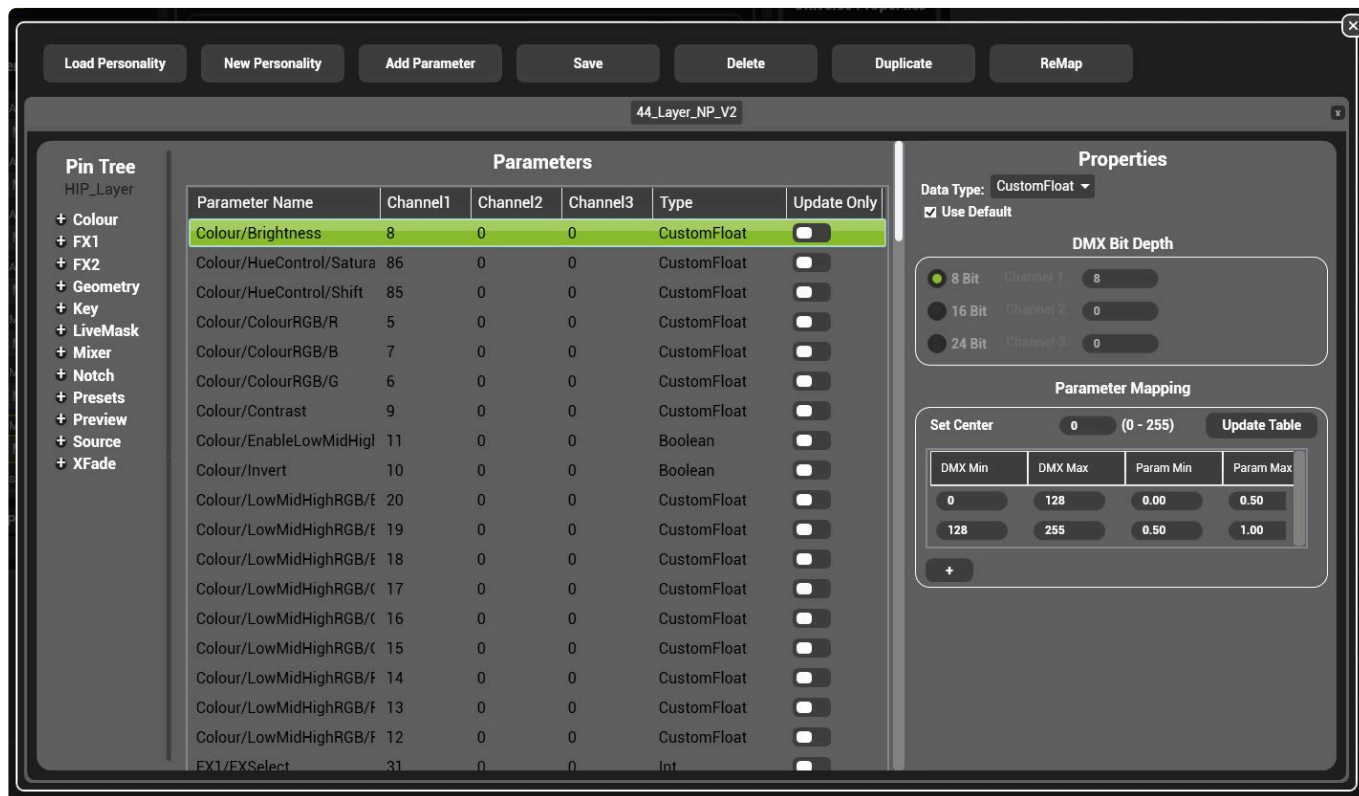 Load Personality New Personality Add Parameter Save Delete Duplicate ReMap
44_Layer_NP_V2 x
Pin Tree
HIP_Layer
+ Colour
+ FX1
+ FX2
+ Geometry
+ Key
+ LiveMask
+ Mixer
+ Notch
+ Presets
+ Preview
+ Source
+ XFade
Parameters
Parameter Name Channel1 Channel2 Channel3 Type Update Only
Colour/Brightness 8 0 0 CustomFloat
Colour/HueControl/Satura 86 0 0 CustomFloat
Colour/HueControl/Shift 85 0 0 CustomFloat
Colour/ColourRGB/R 5 0 0 CustomFloat
Colour/ColourRGB/B 7 0 0 CustomFloat
Colour/ColourRGB/G 6 0 0 CustomFloat
Colour/Contrast 9 0 0 CustomFloat
Colour/EnableLowMidHigl 11 0 0 Boolean
Colour/Invert 10 0 0 Boolean
Colour/LowMidHighRGB/ 20 0 0 CustomFloat
Colour/LowMidHighRGB/ 19 0 0 CustomFloat
Colour/LowMidHighRGB/ 18 0 0 CustomFloat
Colour/LowMidHighRGB/ 17 0 0 CustomFloat
Colour/LowMidHighRGB/ 16 0 0 CustomFloat
Colour/LowMidHighRGB/ 15 0 0 CustomFloat
Colour/LowMidHighRGB/ 14 0 0 CustomFloat
Colour/LowMidHighRGB/ 13 0 0 CustomFloat
Colour/LowMidHighRGB/ 12 0 0 CustomFloat
FX1/FXSelect 31 0 0 Int
Properties
Data Type: CustomFloat
Use Default
DMX Bit Depth
8 Bit Channel 1: 8
16 Bit Channel 2: 0
24 Bit Channel 3: 0
Parameter Mapping
Set Center 0 (0 - 255) Update Table
DMX Min DMX Max Param Min Param Max
0 128 0.00 0.50
128 255 0.50 1.00
+